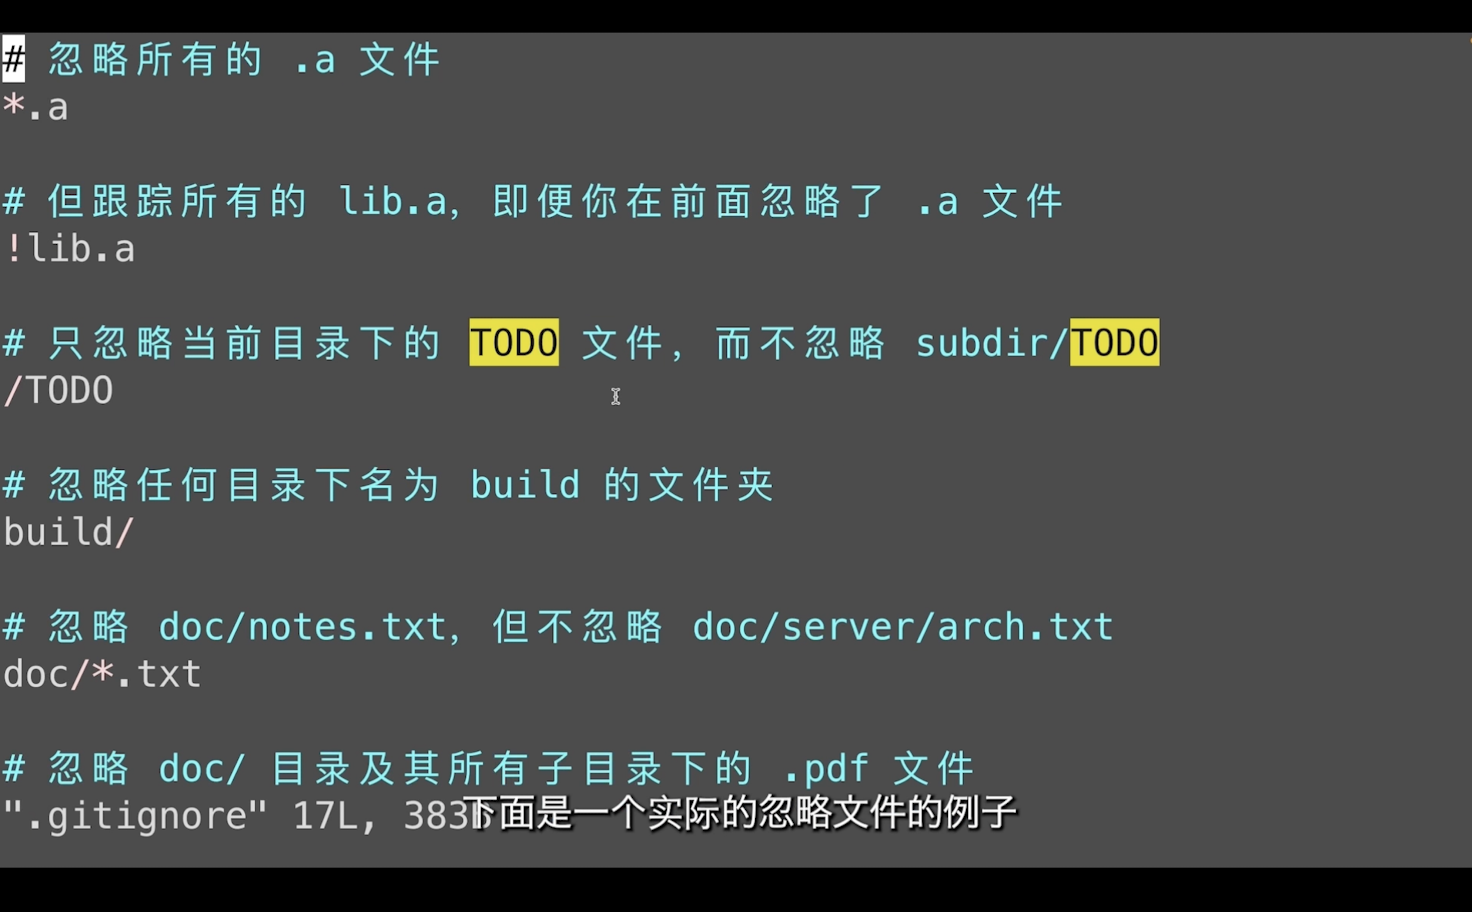 # 忽略所有的 .a 文件
*.a
# 但跟踪所有的 lib.a, 即便你在前面忽略了 .a 文件
!lib.a
# 只忽略当前目录下的 TODO 文件, 而不忽略 subdir/TODO
/TODO
# 忽略任何目录下名为 build 的文件夹
build/
# 忽略 doc/notes.txt, 但不忽略 doc/server/arch.txt
doc/*.txt
# 忽略 doc/ 目录及其所有子目录下的 .pdf 文件
".gitignore" 17L, 383
下面是一个实际的忽略文件的例子